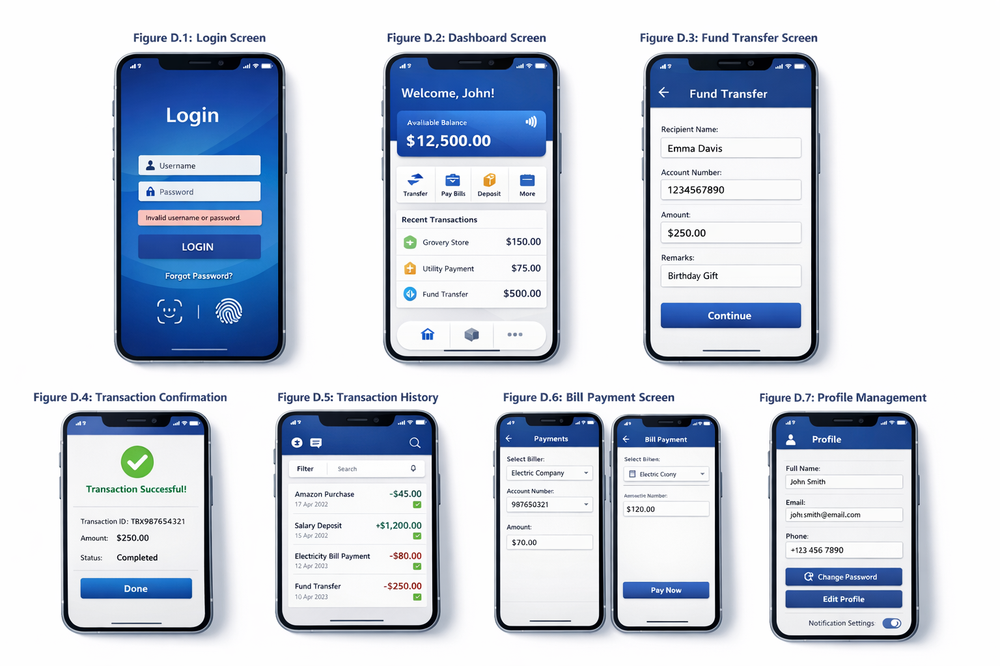 Figure D.1: Login Screen
Login
Username
Password
Invalid username or password.
LOGIN
Forgot Password?
Figure D.2: Dashboard Screen
Welcome, John!
Available Balance
$12,500.00
Transfer
Pay Bills
Deposit
More
Recent Transactions
Grovery Store $150.00
Utility Payment $75.00
Fund Transfer $500.00
Figure D.3: Fund Transfer Screen
Fund Transfer
Recipient Name:
Emma Davis
Account Number:
1234567890
Amount:
$250.00
Remarks:
Birthday Gift
Continue
Figure D.4: Transaction Confirmation
Transaction Successful!
Transaction ID: TBX987654321
Amount: $250.00
Status: Completed
Done
Figure D.5: Transaction History
Filter Search
Amazon Purchase -$45.00
17 Apr 2022
Salary Deposit +$1,200.00
15 Apr 2002
Electricity Bill Payment -$80.00
12 Apr 2023
Fund Transfer -$250.00
10 Apr 2023
Figure D.6: Bill Payment Screen
Payments
Select Biller:
Electric Company
Account Number:
987650321
Amount:
$70.00
Bill Payment
Select
Electric
Number:
$120.00
Pay Now
Figure D.7: Profile Management
Profile
Full Name:
John Smith
Email:
john smith@email.com
Phone:
+123 456 7890
Change Password
Edit Profile
Notification Settings